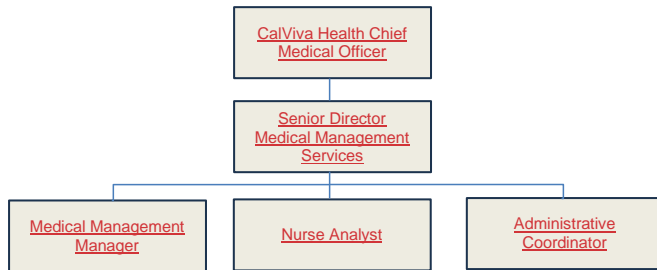 CalViva Health Chief
Medical Officer
Senior Director
Medical Management
Services
Medical Management
Manager
Nurse Analyst
Administrative
Coordinator